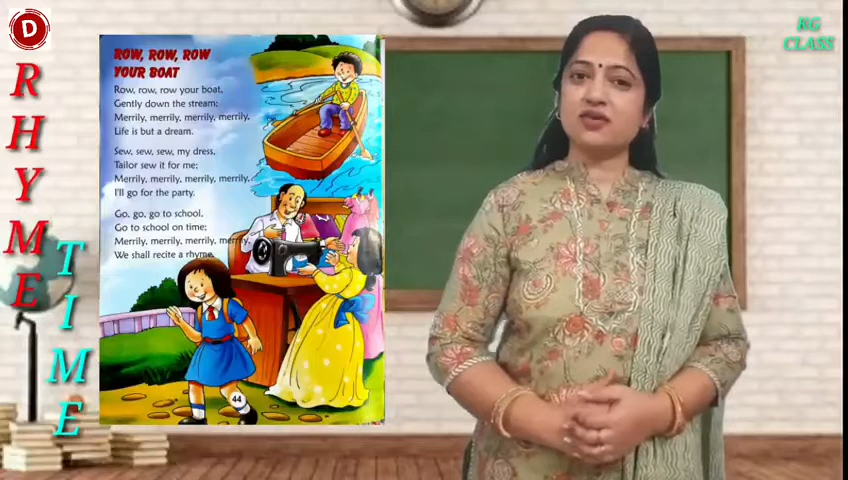 D
RHYME
TIME
KG
CLASS
ROW, ROW, ROW
YOUR BOAT
Row, row, row your boat,
Gently down the stream;
Merrily, merrily, merrily, merrily,
Life is but a dream.
Sew, sew, sew, my dress,
Tailor sew it for me;
Merrily, merrily, merrily, merrily,
I'll go for the party.
Go, go, go to school,
Go to school on time;
Merrily, merrily, merrily, merrily,
We shall recite a rhyme.
44